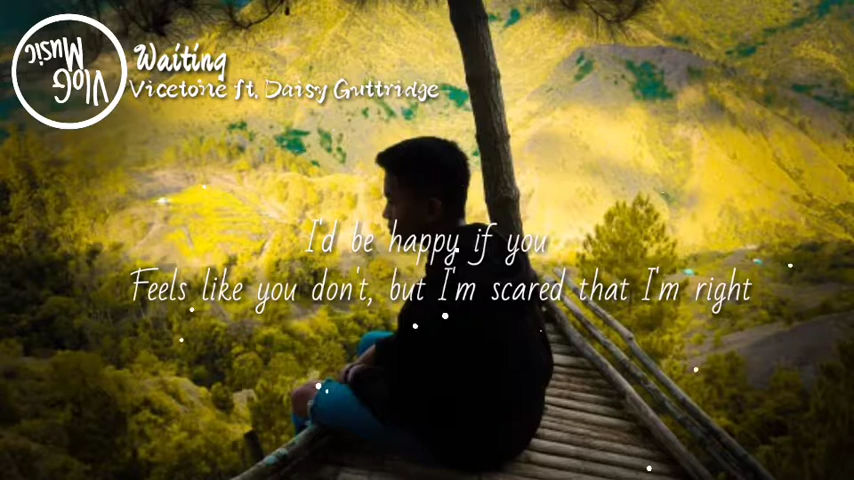 Vlog
Music
Waiting
Vicetone ft. Daisy Guttridge
I'd be happy if you
Feels like you don't, but I'm scared that I'm right